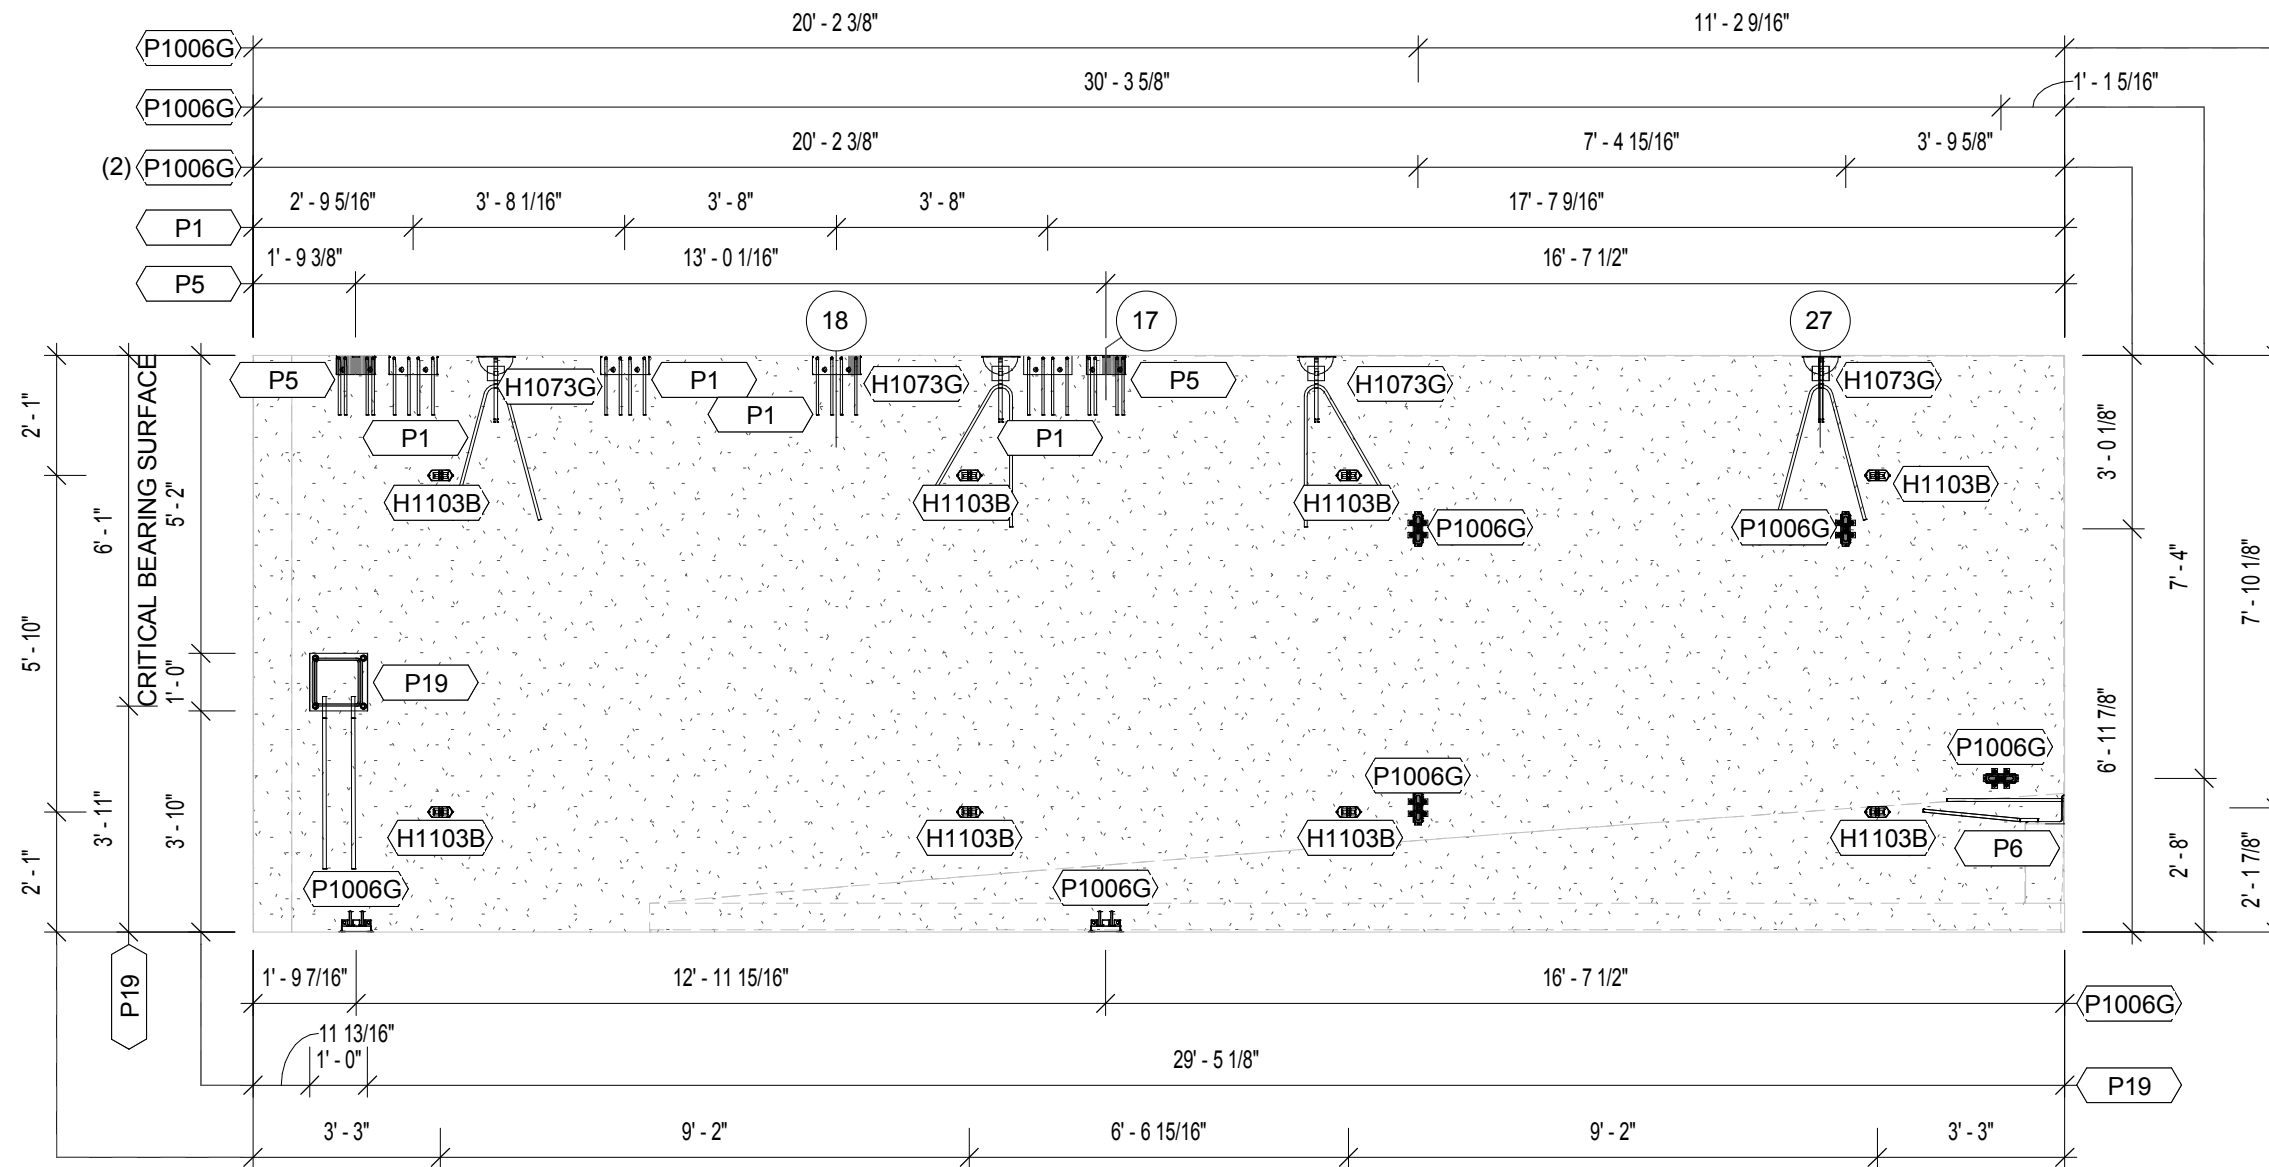 20' - 2 3/8" 11' - 2 9/16"
P1006G
30' - 3 5/8" 1' - 1 5/16"
P1006G
20' - 2 3/8" 7' - 4 15/16" 3' - 9 5/8"
(2) P1006G
2' - 9 5/16" 3' - 8 1/16" 3' - 8" 3' - 8" 17' - 7 9/16"
P1
1' - 9 3/8" 13' - 0 1/16" 16' - 7 1/2"
P5
18 17 27
P5 H1073G P1 P1 H1073G P5 H1073G H1073G
P1 P1
H1103B H1103B H1103B H1103B
P1006G P1006G
2' - 1"
5' - 10"
2' - 1"
6' - 1"
3' - 11"
CRITICAL BEARING SURFACE
5' - 2"
1' - 0"
3' - 10"
P19
3' - 0 1/8"
6' - 11 7/8"
7' - 4"
2' - 8"
7' - 10 1/8"
2' - 1 7/8"
P1006G P1006G
H1103B H1103B H1103B H1103B P6
P1006G P1006G
P19
1' - 9 7/16" 12' - 11 15/16" 16' - 7 1/2"
P1006G
11 13/16"
1' - 0" 29' - 5 1/8"
P19
3' - 3" 9' - 2" 6' - 6 15/16" 9' - 2" 3' - 3"